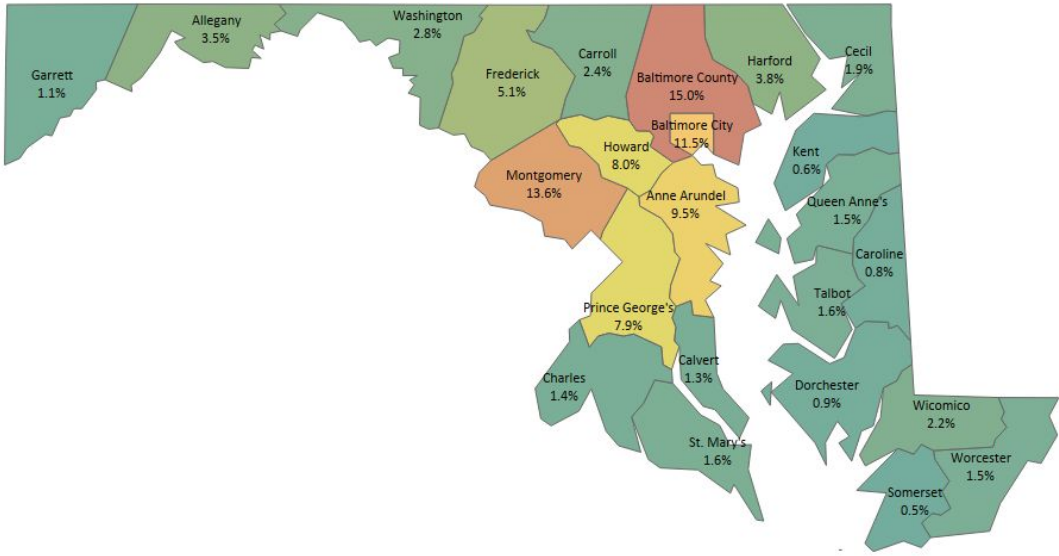 Allegany
3.5%
Washington
2.8%
Garrett
1.1%
Frederick
5.1%
Carroll
2.4%
Baltimore County
15.0%
Harford
3.8%
Cecil
1.9%
Baltimore City
11.5%
Howard
8.0%
Montgomery
13.6%
Anne Arundel
9.5%
Kent
0.6%
Queen Anne's
1.5%
Caroline
0.8%
Talbot
1.6%
Prince George's
7.9%
Calvert
1.3%
Charles
1.4%
Dorchester
0.9%
St. Mary's
1.6%
Wicomico
2.2%
Worcester
1.5%
Somerset
0.5%